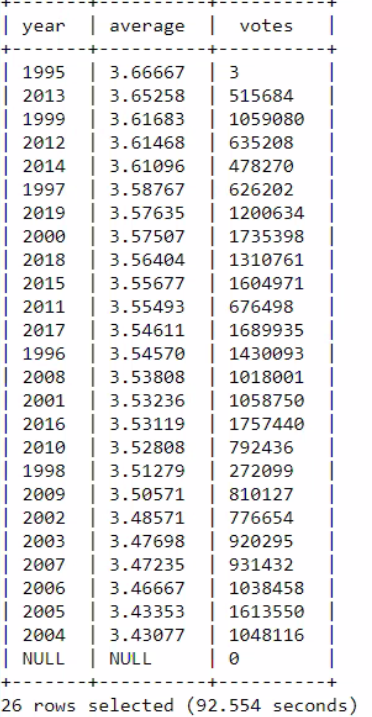 +-------+----------+----------+
| year | average | votes |
+-------+----------+----------+
| 1995 | 3.66667 | 3 |
| 2013 | 3.65258 | 515684 |
| 1999 | 3.61683 | 1059080 |
| 2012 | 3.61468 | 635208 |
| 2014 | 3.61096 | 478270 |
| 1997 | 3.58767 | 626202 |
| 2019 | 3.57635 | 1200634 |
| 2000 | 3.57507 | 1735398 |
| 2018 | 3.56404 | 1310761 |
| 2015 | 3.55677 | 1604971 |
| 2011 | 3.55493 | 676498 |
| 2017 | 3.54611 | 1689935 |
| 1996 | 3.54570 | 1430093 |
| 2008 | 3.53808 | 1018001 |
| 2001 | 3.53236 | 1058750 |
| 2016 | 3.53119 | 1757440 |
| 2010 | 3.52808 | 792436 |
| 1998 | 3.51279 | 272099 |
| 2009 | 3.50571 | 810127 |
| 2002 | 3.48571 | 776654 |
| 2003 | 3.47698 | 920295 |
| 2007 | 3.47235 | 931432 |
| 2006 | 3.46667 | 1038458 |
| 2005 | 3.43353 | 1613550 |
| 2004 | 3.43077 | 1048116 |
| NULL | NULL | 0 |
+-------+----------+----------+
26 rows selected (92.554 seconds)